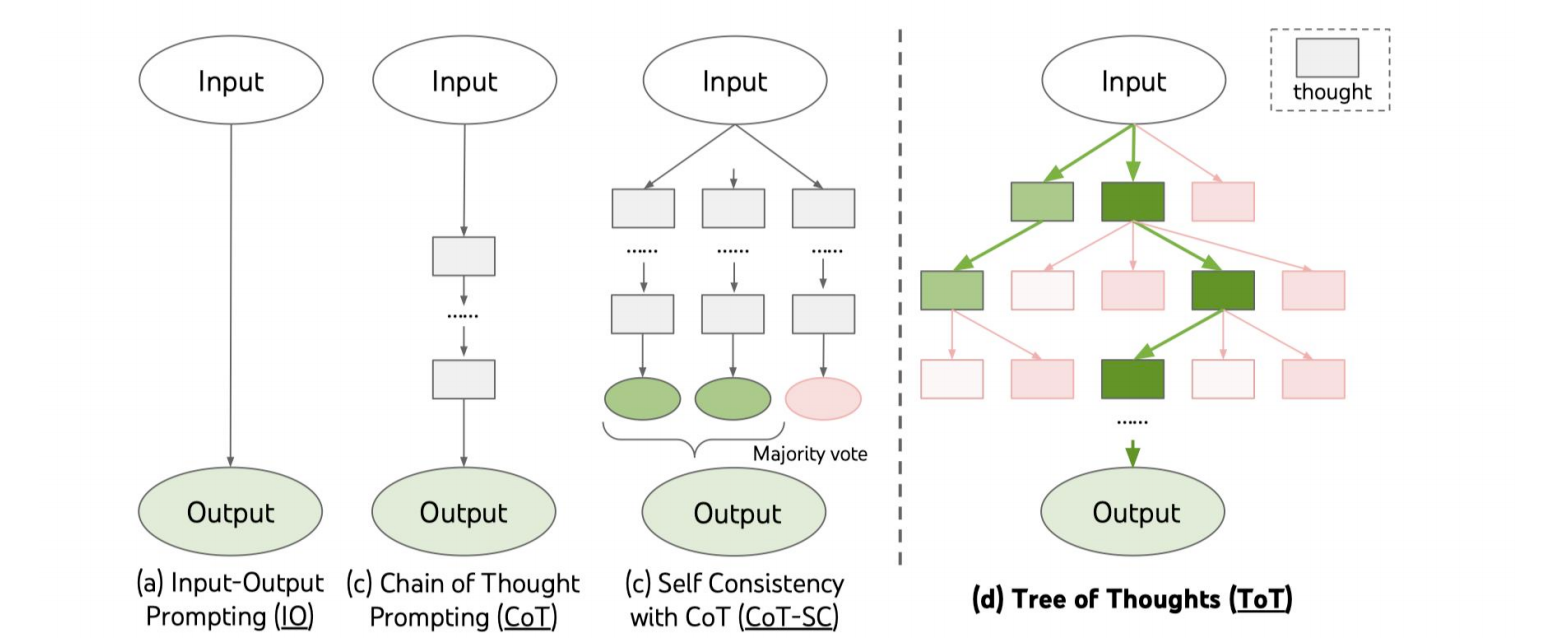 Input
Input
Input
Input
thought
......
......
......
......
......
Majority vote
Output
Output
Output
Output
(a) Input-Output
Prompting (IO)
(c) Chain of Thought
Prompting (CoT)
(c) Self Consistency
with CoT (CoT-SC)
(d) Tree of Thoughts (ToT)